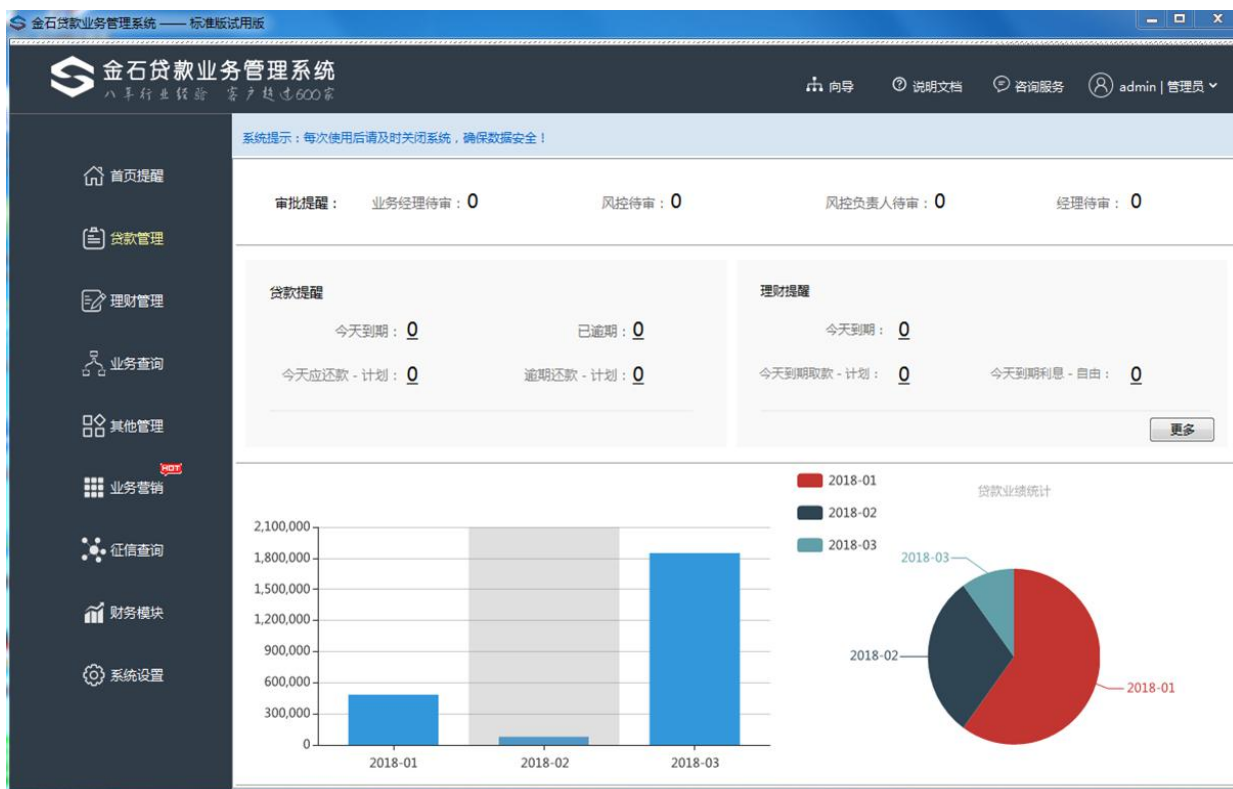 金石贷款业务管理系统 —— 标准版试用版
金石贷款业务管理系统
八年行业经验 客户超过600家
向导 说明文档 咨询服务 admin | 管理员
系统提示：每次使用后请及时关闭系统，确保数据安全！
首页提醒
贷款管理
理财管理
业务查询
其他管理
业务营销 HOT
征信查询
财务模块
系统设置
审批提醒： 业务经理待审：0 风控待审：0 风控负责人待审：0 经理待审：0
贷款提醒
今天到期：0 已逾期：0
今天应还款 - 计划：0 逾期还款 - 计划：0
理财提醒
今天到期：0
今天到期取款 - 计划：0 今天到期利息 - 自由：0
更多
2,100,000
1,800,000
1,500,000
1,200,000
900,000
600,000
300,000
0
2018-01 2018-02 2018-03
2018-01
2018-02
2018-03
贷款业绩统计
2018-03
2018-02
2018-01